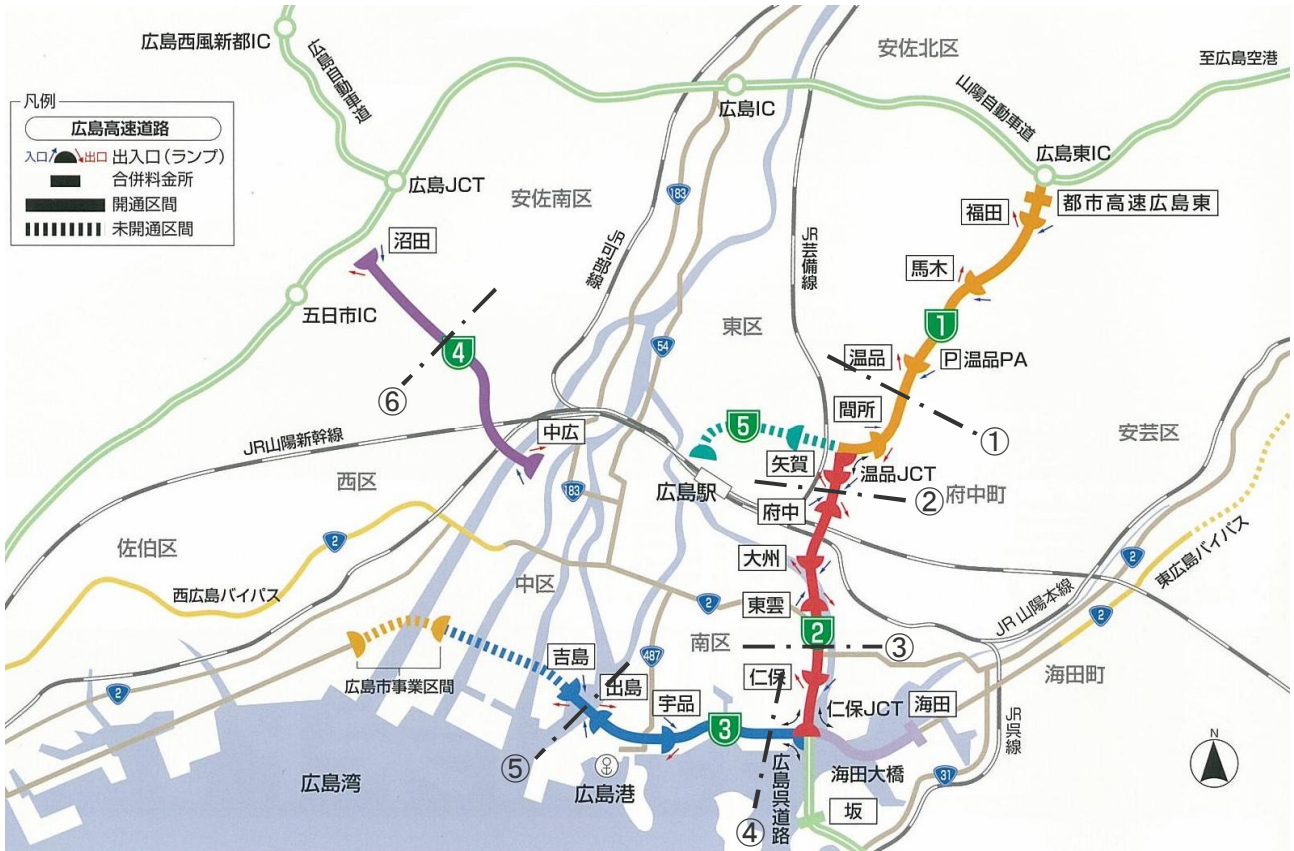 安佐北区
広島西風新都IC
至広島空港
広島自動車道
山陽自動車道
広島IC
凡例
広島高速道路
入口
出口
出入口(ランプ)
合併料金所
開通区間
未開通区間
広島東IC
広島JCT
安佐南区
183
都市高速広島東
福田
沼田
JR可部線
JR芸備線
馬木
五日市IC
東区
1
4
54
温品
P温品PA
⑥
間所
5
①
中広
安芸区
JR山陽新幹線
矢賀
温品JCT
西区
広島駅
183
②
府中町
府中
2
佐伯区
大州
2
東広島バイパス
中区
西広島バイパス
2
東雲
JR山陽本線
2
南区
2
③
487
吉島
海田町
広島市事業区間
出島
仁保
2
宇品
仁保JCT
海田
3
JR呉線
N
⑤
広島湾
広島港
広島呉道路
海田大橋
31
坂
④